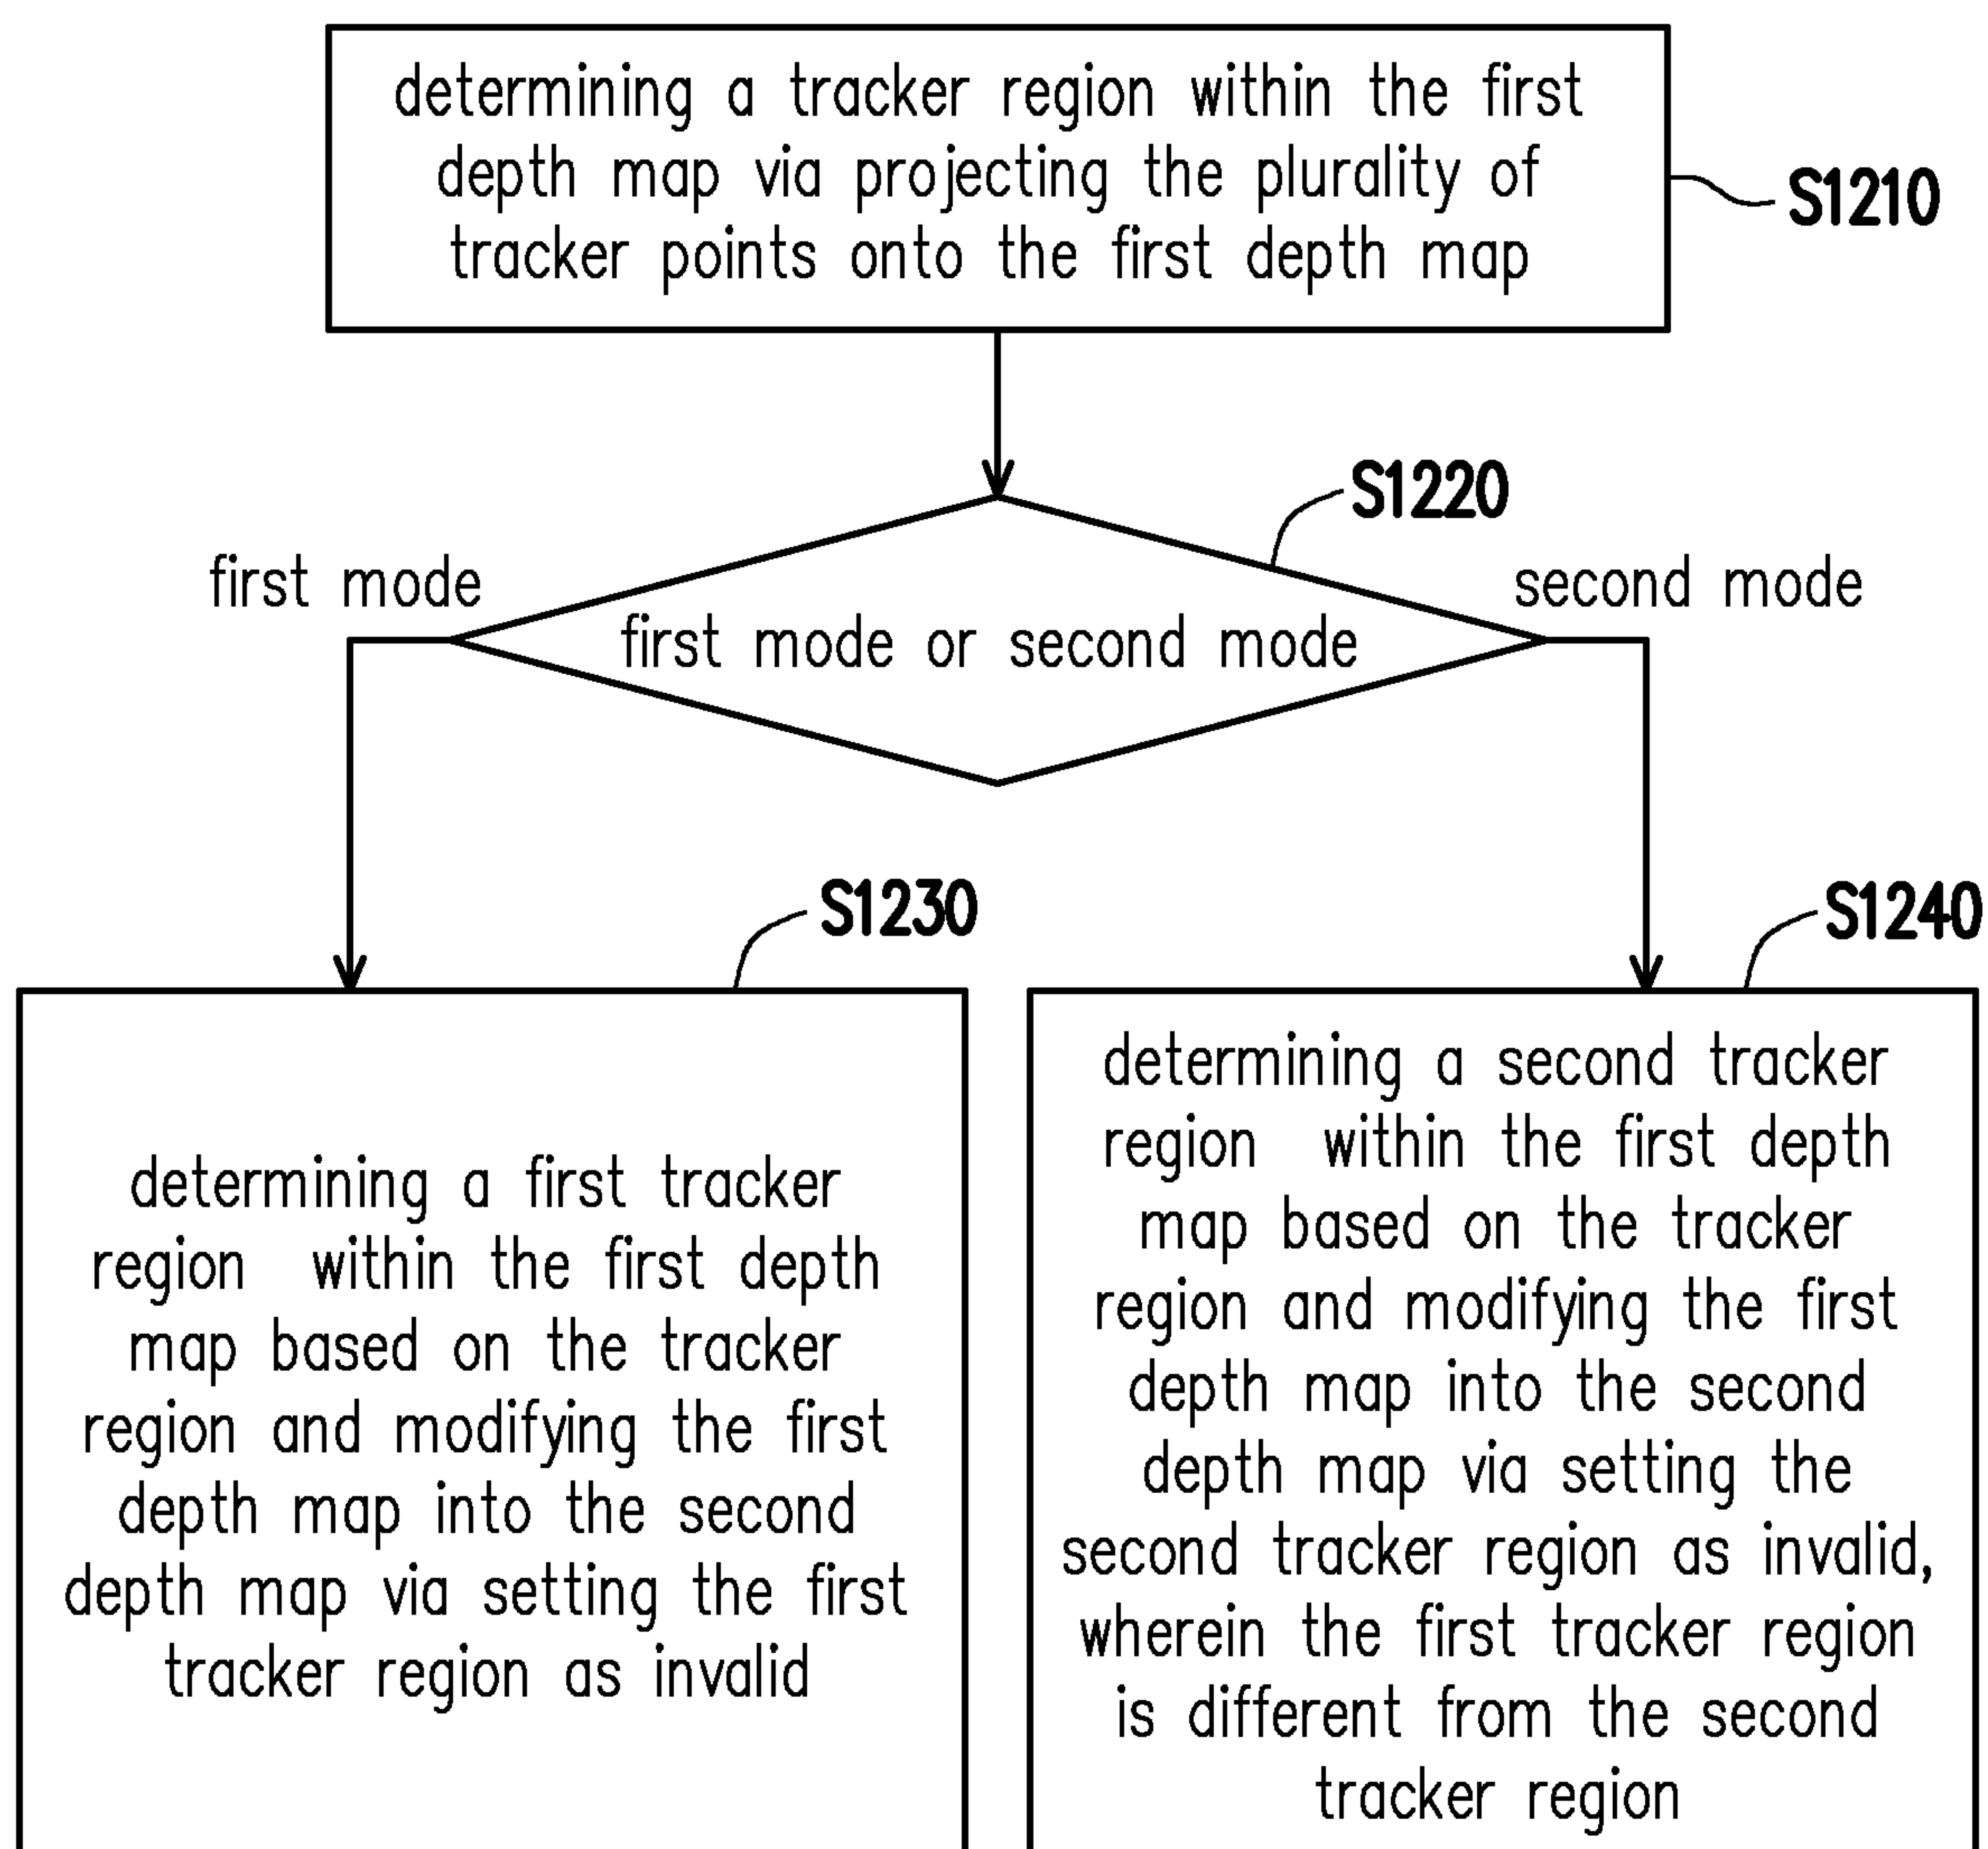 determining a tracker region within the first
depth map via projecting the plurality of
tracker points onto the first depth map
S1210
S1220
first mode
second mode
first mode or second mode
S1230
determining a first tracker
region within the first depth
map based on the tracker
region and modifying the first
depth map into the second
depth map via setting the first
tracker region as invalid
S1240
determining a second tracker
region within the first depth
map based on the tracker
region and modifying the first
depth map into the second
depth map via setting the
second tracker region as invalid,
wherein the first tracker region
is different from the second
tracker region